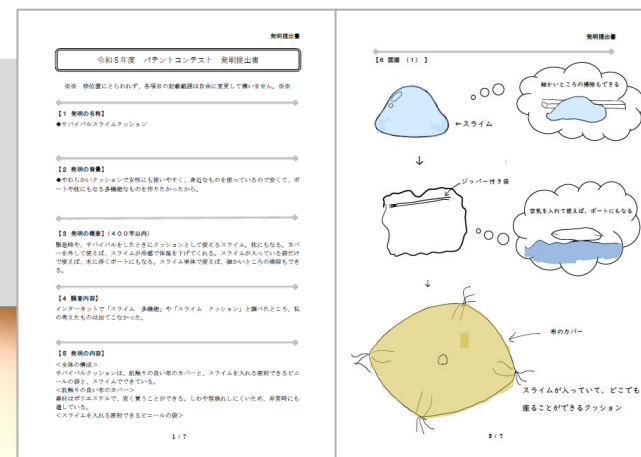 発明提出書
令和5年度 パテントコンテスト 発明提出書
※※ 枠位置にとらわれず、各項目の記載範囲は自由に変更して構いません。※※
【1 発明の名称】
◆サバイバルスライムクッション
【2 発明の背景】
◆やわらかいクッションで女性にも使いやすく、身近なものを使っているので安くて、ボ
ートや枕にもなる多機能なものを作りたかったから。
【3 発明の概要】(400字以内)
緊急時や、サバイバルをしたときにクッションとして使えるスライム。枕にもなる。カバ
ーを外して使えば、スライムが冷感で体温を下げてくれる。スライムが入っている袋だけ
で使えば、水に浮くボートにもなる。スライム単体で使えば、細かいところの掃除もでき
る。
【4 調査内容】
インターネットで「スライム 多機能」や「スライム クッション」と調べたところ、私
の考えたものは出てこなかった。
【5 発明の内容】
<全体の構成>
サバイバルクッションは、肌触りの良い布のカバーと、スライムを入れる密封できるビニ
ールの袋と、スライムでできている。
<肌触りの良い布のカバー>
素材はポリエステルで、安く買うことができる。しわや型崩れしにくいため、非常時にも
適している。
<スライムを入れる密封できるビニールの袋>
1/7
発明提出書
【6 図面 (1) 】
細かいところの掃除もできる
←スライム
ジッパー付き袋
空気を入れて使えば、ボートにもなる
布のカバー
スライムが入っていて、どこでも
座ることができるクッション
5/7